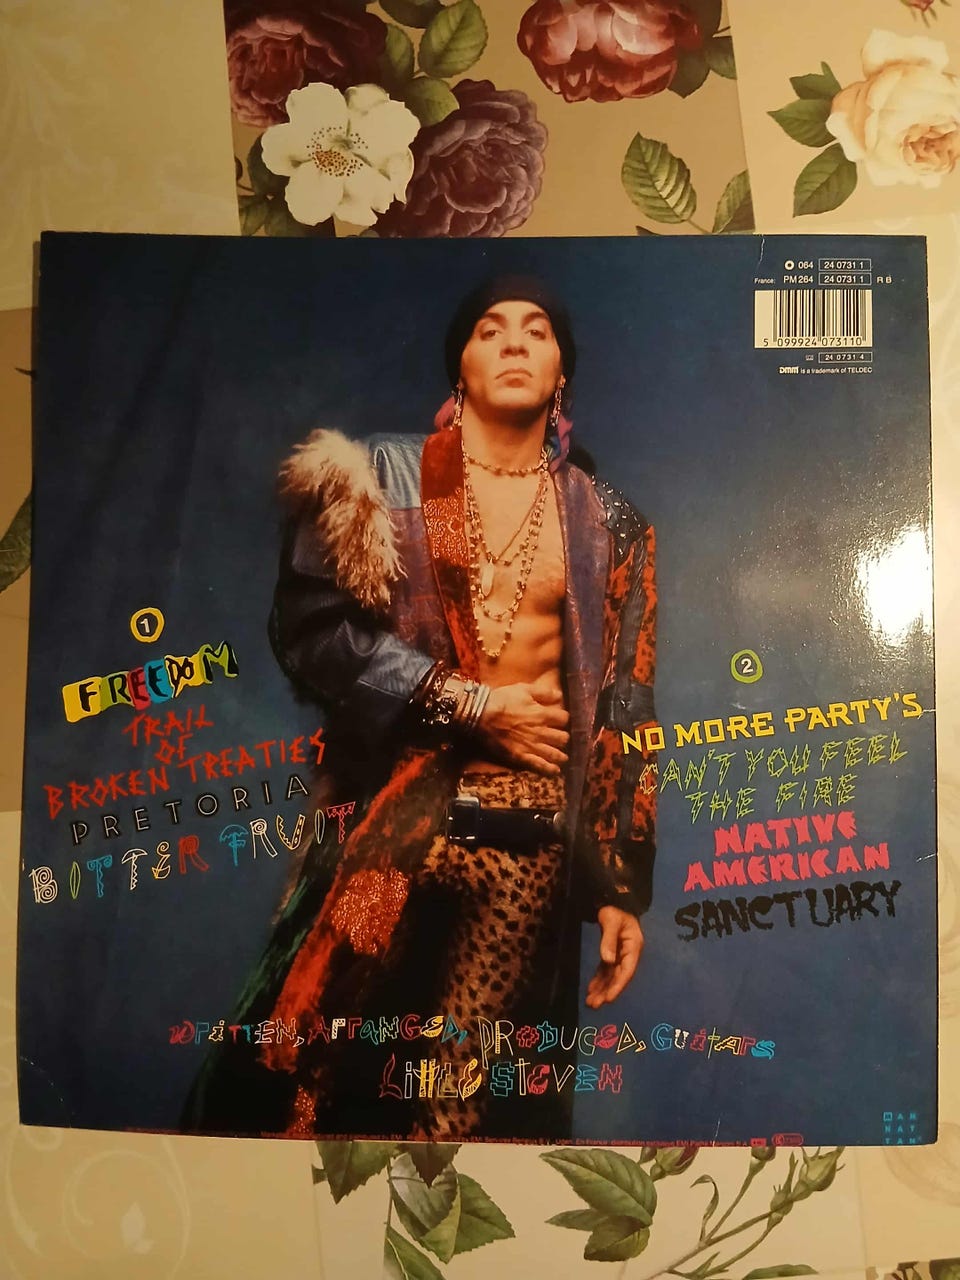 064 24 0731 1
France: PM 264 24 0731 1 R B
5 099924 073110
24 0731 4
DMM is a trademark of TELDEC
1
FREEDOM
TRAIL
OF
BROKEN TREATIES
PRETORIA
BITTER FRUIT
2
NO MORE PARTY'S
CAN'T YOU FEEL
THE FIRE
NATIVE
AMERICAN
SANCTUARY
WRITTEN, ARRANGED, PRODUCED, GUITARS
LITTLE STEVEN
MAN
HAT
TAN